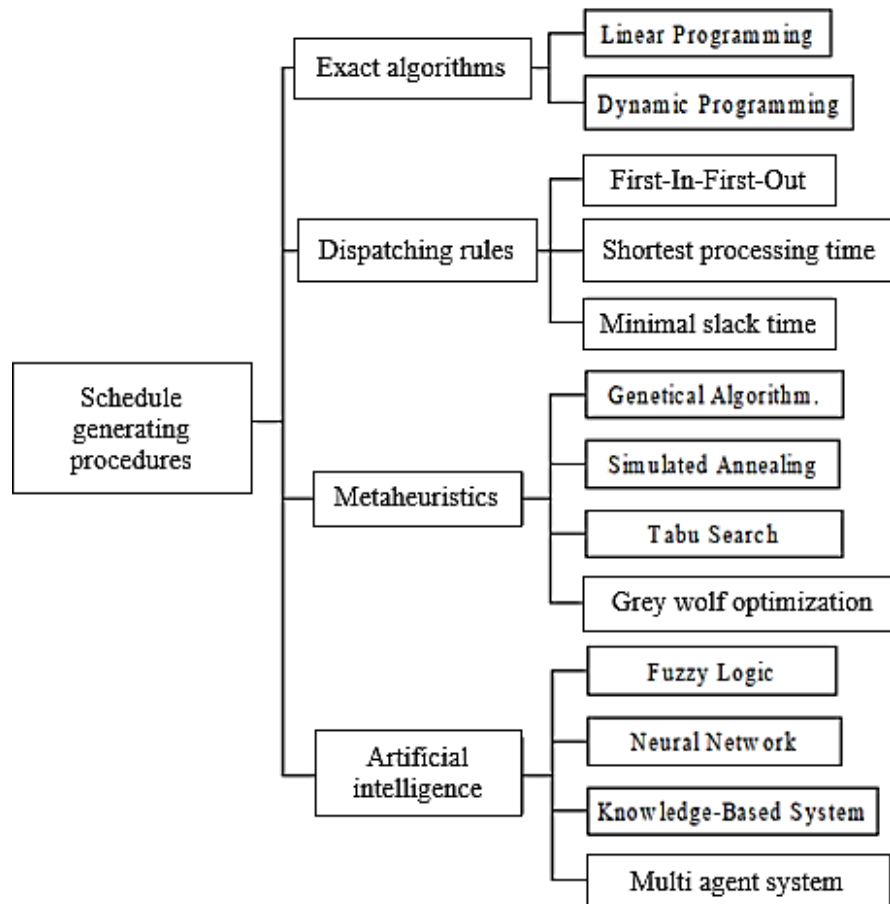 Schedule
generating
procedures
Exact algorithms
Linear Programming
Dynamic Programming
Dispatching rules
First-In-First-Out
Shortest processing time
Minimal slack time
Metaheuristics
Genetical Algorithm.
Simulated Annealing
Tabu Search
Grey wolf optimization
Artificial
intelligence
Fuzzy Logic
Neural Network
Knowledge-Based System
Multi agent system